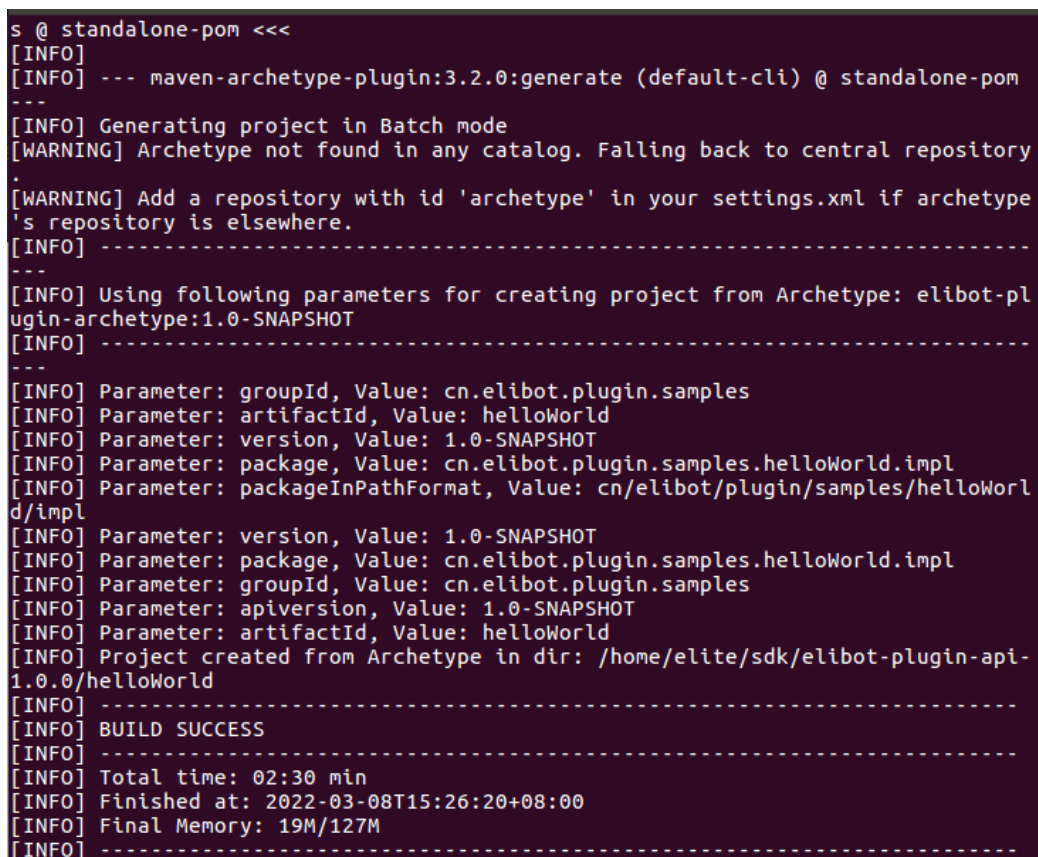 s @ standalone-pom <<<
[INFO]
[INFO] --- maven-archetype-plugin:3.2.0:generate (default-cli) @ standalone-pom
---
[INFO] Generating project in Batch mode
[WARNING] Archetype not found in any catalog. Falling back to central repository
.
[WARNING] Add a repository with id 'archetype' in your settings.xml if archetype
's repository is elsewhere.
[INFO] -------------------------------------------------------------------------
---
[INFO] Using following parameters for creating project from Archetype: elibot-pl
ugin-archetype:1.0-SNAPSHOT
[INFO] -------------------------------------------------------------------------
---
[INFO] Parameter: groupId, Value: cn.elibot.plugin.samples
[INFO] Parameter: artifactId, Value: helloWorld
[INFO] Parameter: version, Value: 1.0-SNAPSHOT
[INFO] Parameter: package, Value: cn.elibot.plugin.samples.helloWorld.impl
[INFO] Parameter: packageInPathFormat, Value: cn/elibot/plugin/samples/helloWorl
d/impl
[INFO] Parameter: version, Value: 1.0-SNAPSHOT
[INFO] Parameter: package, Value: cn.elibot.plugin.samples.helloWorld.impl
[INFO] Parameter: groupId, Value: cn.elibot.plugin.samples
[INFO] Parameter: apiversion, Value: 1.0-SNAPSHOT
[INFO] Parameter: artifactId, Value: helloWorld
[INFO] Project created from Archetype in dir: /home/elite/sdk/elibot-plugin-api-
1.0.0/helloWorld
[INFO] ------------------------------------------------------------------------
[INFO] BUILD SUCCESS
[INFO] ------------------------------------------------------------------------
[INFO] Total time: 02:30 min
[INFO] Finished at: 2022-03-08T15:26:20+08:00
[INFO] Final Memory: 19M/127M
[INFO] ------------------------------------------------------------------------